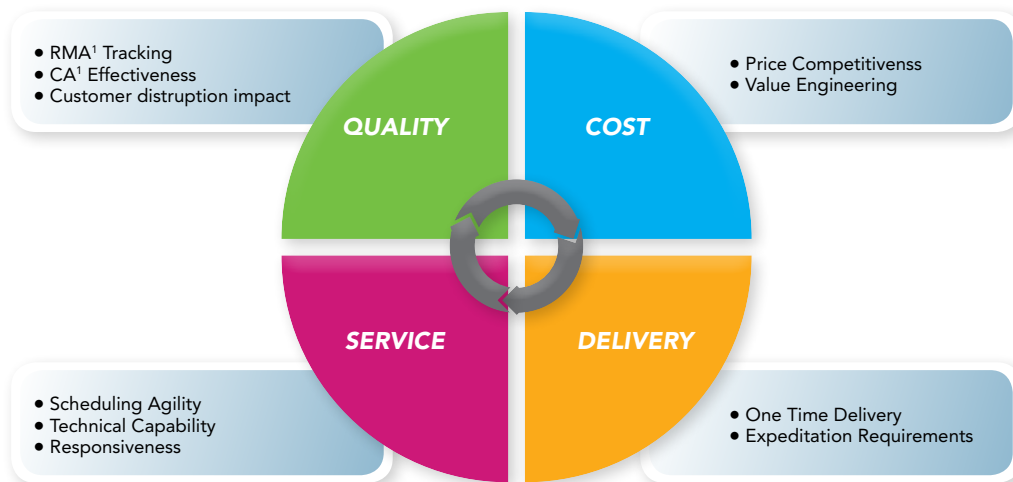 • RMA¹ Tracking
• CA¹ Effectiveness
• Customer distruption impact
QUALITY
COST
• Price Competitivenss
• Value Engineering
SERVICE
DELIVERY
• Scheduling Agility
• Technical Capability
• Responsiveness
• One Time Delivery
• Expeditation Requirements